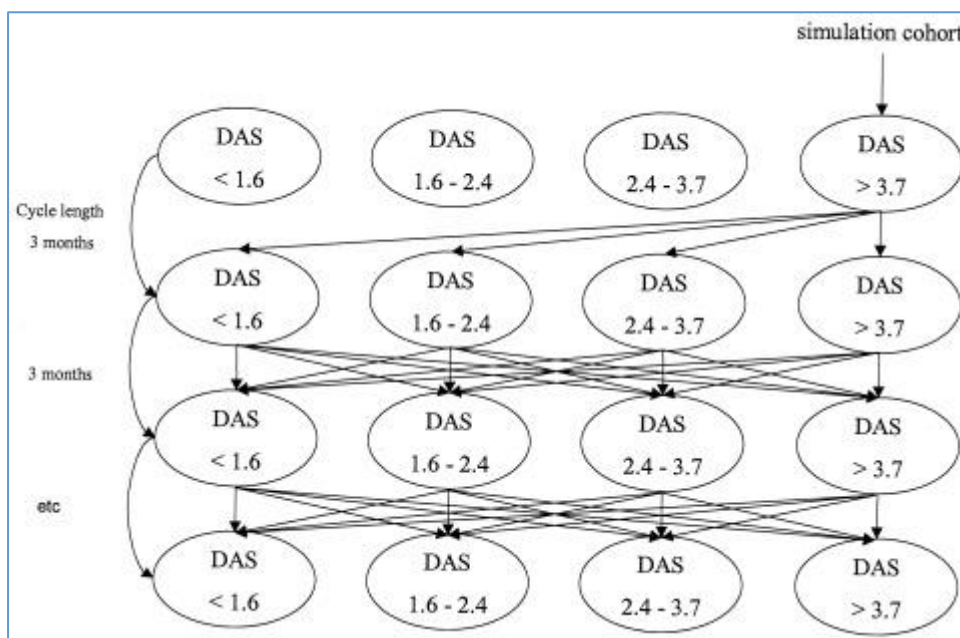 simulation cohort
DAS
< 1.6
DAS
1.6 - 2.4
DAS
2.4 - 3.7
DAS
> 3.7
Cycle length
3 months
DAS
< 1.6
DAS
1.6 - 2.4
DAS
2.4 - 3.7
DAS
> 3.7
3 months
DAS
< 1.6
DAS
1.6 - 2.4
DAS
2.4 - 3.7
DAS
> 3.7
etc
DAS
< 1.6
DAS
1.6 - 2.4
DAS
2.4 - 3.7
DAS
> 3.7